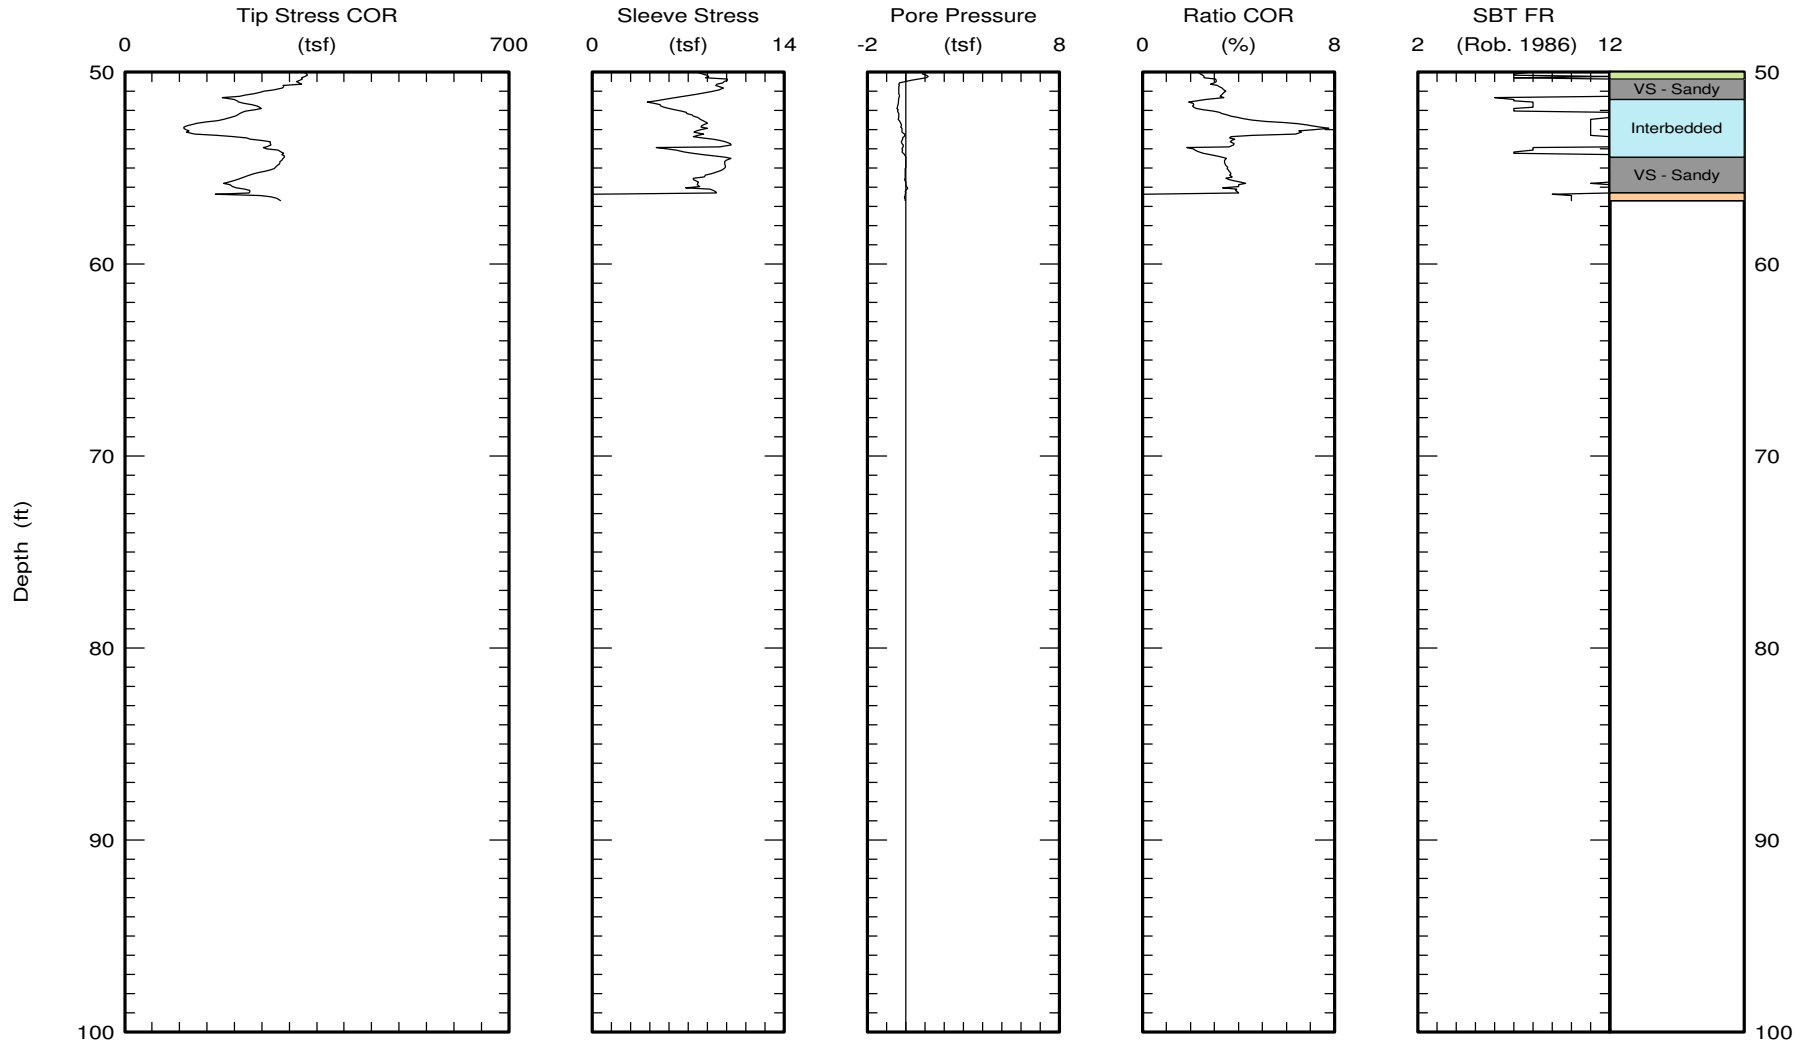 Tip Stress COR Sleeve Stress Pore Pressure Ratio COR SBT FR
0 (tsf) 700 0 (tsf) 14 -2 (tsf) 8 0 (%) 8 2 (Rob. 1986) 12
50 50
VS - Sandy
Interbedded
VS - Sandy
60 60
70 70
Depth (ft)
80 80
90 90
100 100